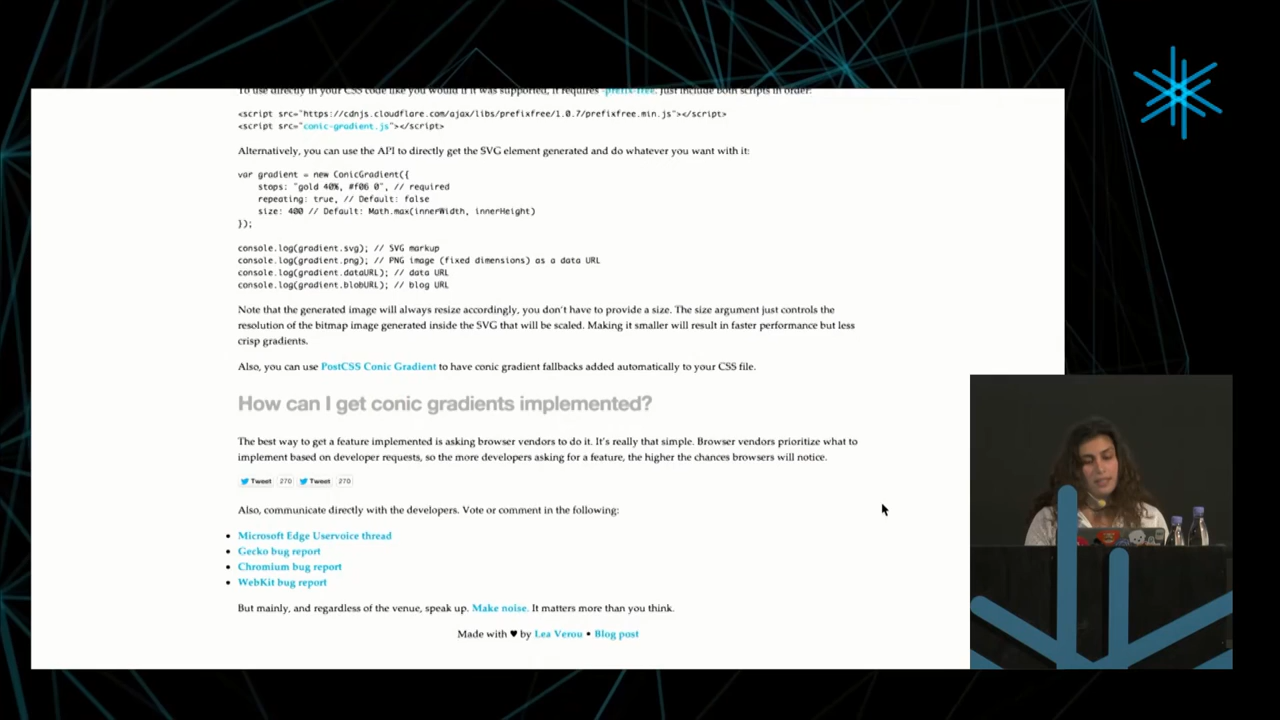 To use directly in your CSS code like you would if it was supported, it requires -prefix-free. Just include both scripts in order:
<script src="https://cdnjs.cloudflare.com/ajax/libs/prefixfree/1.0.7/prefixfree.min.js"></script>
<script src="conic-gradient.js"></script>
Alternatively, you can use the API to directly get the SVG element generated and do whatever you want with it:
var gradient = new ConicGradient({
stops: "gold 40%, #f06 0", // required
repeating: true, // Default: false
size: 400 // Default: Math.max(innerWidth, innerHeight)
});
console.log(gradient.svg); // SVG markup
console.log(gradient.png); // PNG image (fixed dimensions) as a data URL
console.log(gradient.dataURL); // data URL
console.log(gradient.blobURL); // blog URL
Note that the generated image will always resize accordingly, you don't have to provide a size. The size argument just controls the
resolution of the bitmap image generated inside the SVG that will be scaled. Making it smaller will result in faster performance but less
crisp gradients.
Also, you can use PostCSS Conic Gradient to have conic gradient fallbacks added automatically to your CSS file.
How can I get conic gradients implemented?
The best way to get a feature implemented is asking browser vendors to do it. It's really that simple. Browser vendors prioritize what to
implement based on developer requests, so the more developers asking for a feature, the higher the chances browsers will notice.
Tweet 270 Tweet 270
Also, communicate directly with the developers. Vote or comment in the following:
• Microsoft Edge Uservoice thread
• Gecko bug report
• Chromium bug report
• WebKit bug report
But mainly, and regardless of the venue, speak up. Make noise. It matters more than you think.
Made with ♥ by Lea Verou • Blog post